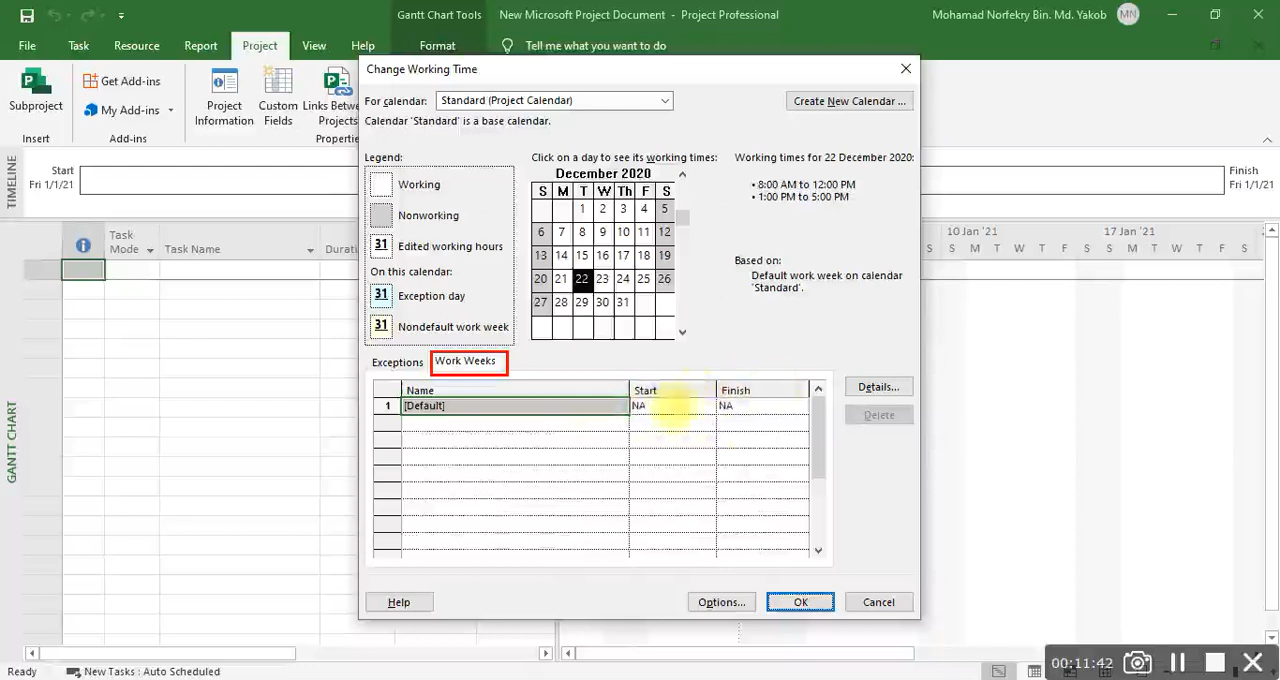 Gantt Chart Tools
New Microsoft Project Document - Project Professional
Mohamad Norfekry Bin. Md. Yakob
MN
File Task Resource Report Project View Help Format Tell me what you want to do
Subproject
Insert
Get Add-ins
My Add-ins
Add-ins
Project
Information
Custom
Fields
Links Betwe
Projects
Propertie
TIMELINE
Start
Fri 1/1/21
Finish
Fri 1/1/21
GANTT CHART
Task
Mode
Task Name
Duratio
10 Jan '21
17 Jan '21
S S M T W T F S S M T W T F S
Change Working Time
For calendar:
Standard (Project Calendar)
Create New Calendar ...
Calendar 'Standard' is a base calendar.
Legend:
Working
Nonworking
31 Edited working hours
On this calendar:
31 Exception day
31 Nondefault work week
Click on a day to see its working times:
December 2020
S M T W Th F S
1 2 3 4 5
6 7 8 9 10 11 12
13 14 15 16 17 18 19
20 21 22 23 24 25 26
27 28 29 30 31
Working times for 22 December 2020:
• 8:00 AM to 12:00 PM
• 1:00 PM to 5:00 PM
Based on:
Default work week on calendar
'Standard'.
Exceptions
Work Weeks
Name Start Finish
1 [Default] NA NA
Details...
Delete
Help
Options...
OK
Cancel
Ready
New Tasks : Auto Scheduled
00:11:42